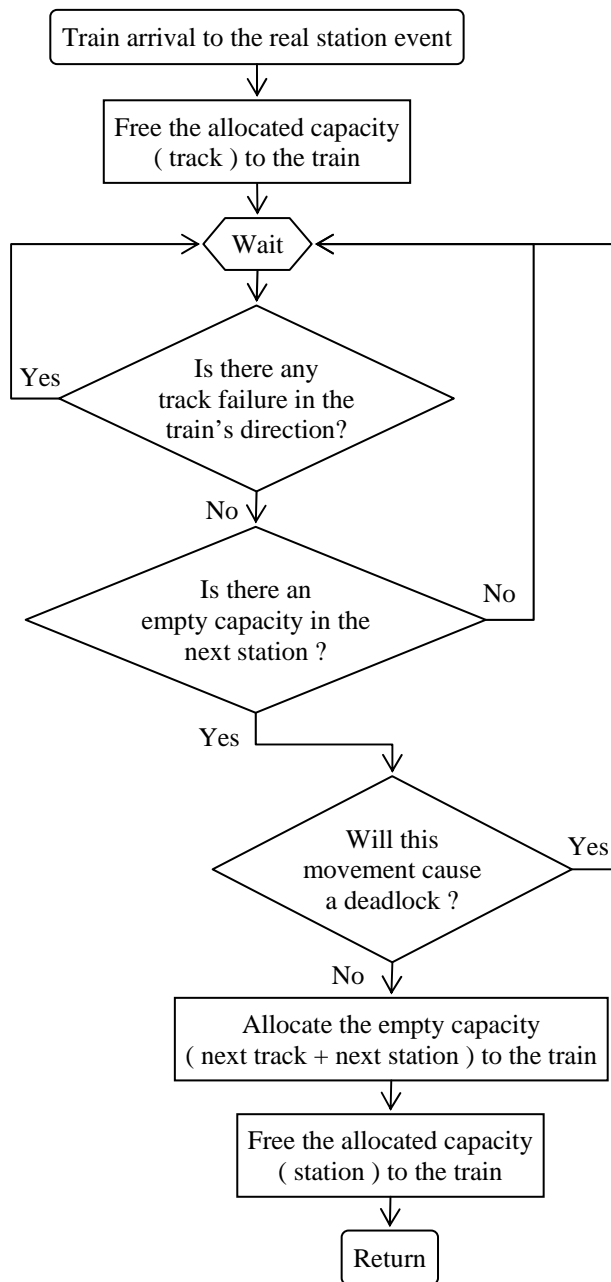 Train arrival to the real station event
Free the allocated capacity
( track ) to the train
Wait
Yes
Is there any
track failure in the
train’s direction?
No
Is there an
empty capacity in the
next station ?
No
Yes
Will this
movement cause
a deadlock ?
Yes
No
Allocate the empty capacity
( next track + next station ) to the train
Free the allocated capacity
( station ) to the train
Return